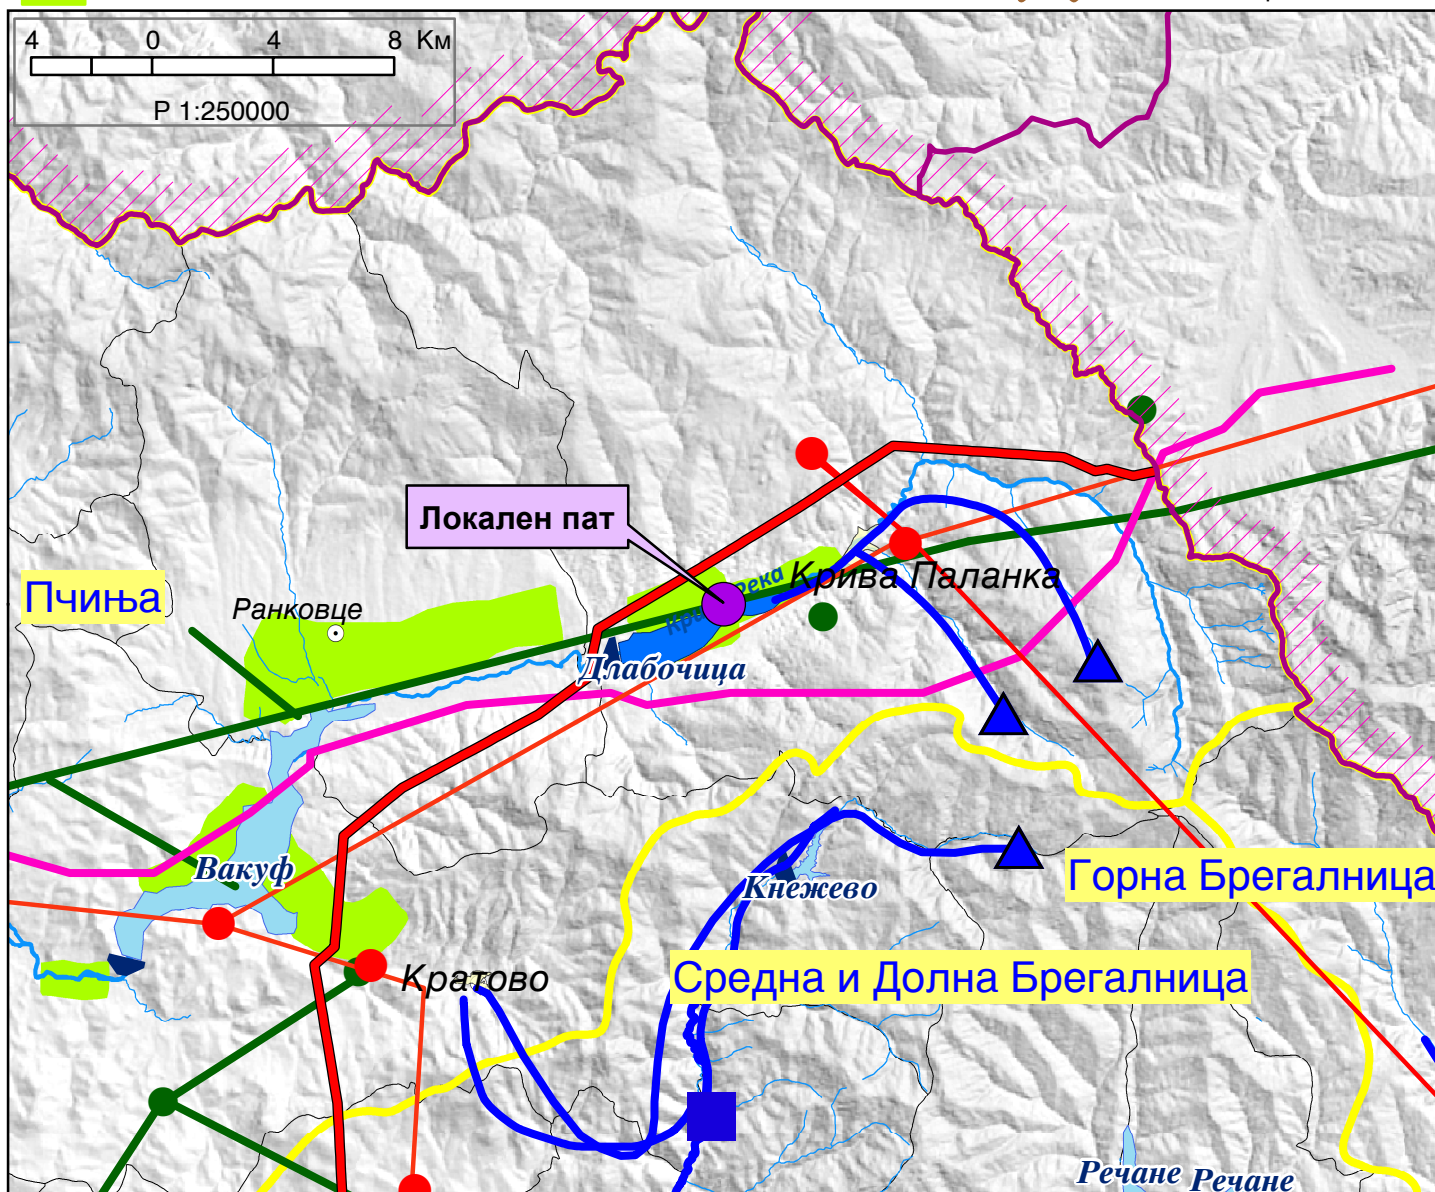 4 0 4 8 Км
Р 1:250000
Локален пат
Пчиња
Ранковце
Крива Паланка
Длабочица
Вакуф
Кнежево
Горна Брегалница
Кратово
Средна и Долна Брегалница
Речане Речане